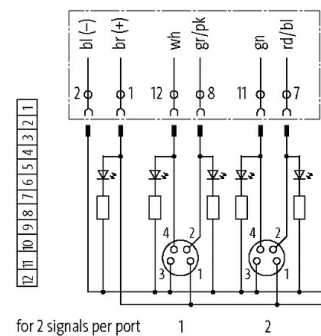 bl (–)
br (+)
wh
gr/pk
gn
rd/bl
2
1
12
8
11
7
12 11 10 9 8 7 6 5 4 3 2 1
4
2
3
1
4
2
3
1
for 2 signals per port 1 2